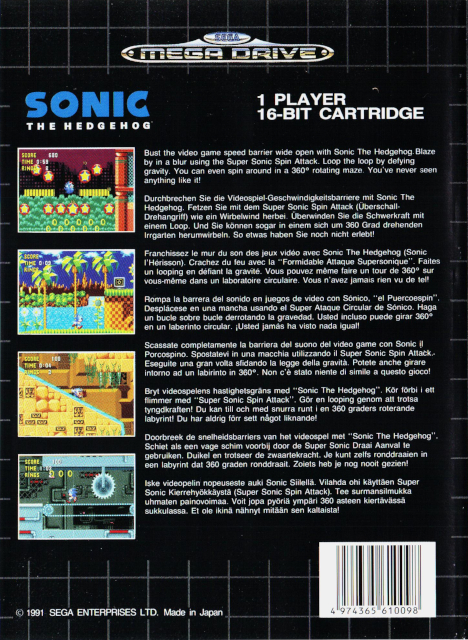 SEGA
MEGA DRIVE
SONIC
THE HEDGEHOG
1 PLAYER
16-BIT CARTRIDGE
Bust the video game speed barrier wide open with Sonic The Hedgehog. Blaze
by in a blur using the Super Sonic Spin Attack. Loop the loop by defying
gravity. You can even spin around in a 360° rotating maze. You've never seen
anything like it!
Durchbrechen Sie die Videospiel-Geschwindigkeitsbarriere mit Sonic The
Hedgehog. Fetzen Sie mit dem Super Sonic Spin Attack (Überschall-
Drehangriff) wie ein Wirbelwind herbei. Überwinden Sie die Schwerkraft mit
einem Loop. Und Sie können sogar in einem sich um 360 Grad drehenden
Irrgarten herumwirbeln. So etwas haben Sie noch nicht erlebt!
Franchissez le mur du son des jeux vidéo avec Sonic The Hedgehog (Sonic
l'Hérisson). Crachez du feu avec la "Formidable Attaque Supersonique". Faites
un looping en défiant la gravité. Vous pouvez même faire un tour de 360° sur
vous-même dans un laboratoire circulaire. Vous n'avez jamais rien vu de tel!
Rompa la barrera del sonido en juegos de video con Sónico, "el Puercoespin".
Desplácese en una mancha usando el Super Ataque Circular de Sónico. Haga
un bucle sobre bucle derrotando la gravedad. Usted incluso puede girar 360°
en un laberinto circular. ¡Usted jamás ha visto nada igual!
Scassate completamente la barriera del suono del video game con Sonic il
Porcospino. Spostatevi in una macchia utilizzando il Super Sonic Spin Attack.
Eseguite una gran volta sfidando la legge della gravità. Potete anche girare
intorno ad un labirinto in 360°. Non c'è stato niente di simile a questo gioco!
Bryt videospelens hastighetsgräns med "Sonic The Hedgehog". Kör förbi i ett
flimmer med "Super Sonic Spin Attack". Gör en looping genom att trotsa
tyngdkraften! Du kan till och med snurra runt i en 360 graders roterande
labyrint! Du har aldrig förr sett något liknande!
Doorbreek de snelheidsbarriers van het videospel met "Sonic The Hedgehog".
Schiet als een vage schim voorbij door de Super Sonic Draai Aanval te
gebruiken. Duikel en trotseer de zwaartekracht. Je kunt zelfs ronddraaien in
een labyrint dat 360 graden ronddraait. Zoiets heb je nog nooit gezien!
Iske videopelin nopeuseste auki Sonic Siilellä. Vilahda ohi käyttäen Super
Sonic Kierrehyökkäystä (Super Sonic Spin Attack). Tee surmansilmukka
uhmaten painovoimaa. Voit jopa pyöriä ympäri 360 asteen kiertävässä
sukkulassa. Et ole ikinä nähnyt mitään sen kaltaista!
SCORE 680
TIME 0:58
RINGS
SCORE
TIME
SCORE 100
TIME 0:04
SCORE
TIME
RINGS
© 1991 SEGA ENTERPRISES LTD. Made in Japan
4 974365 610098